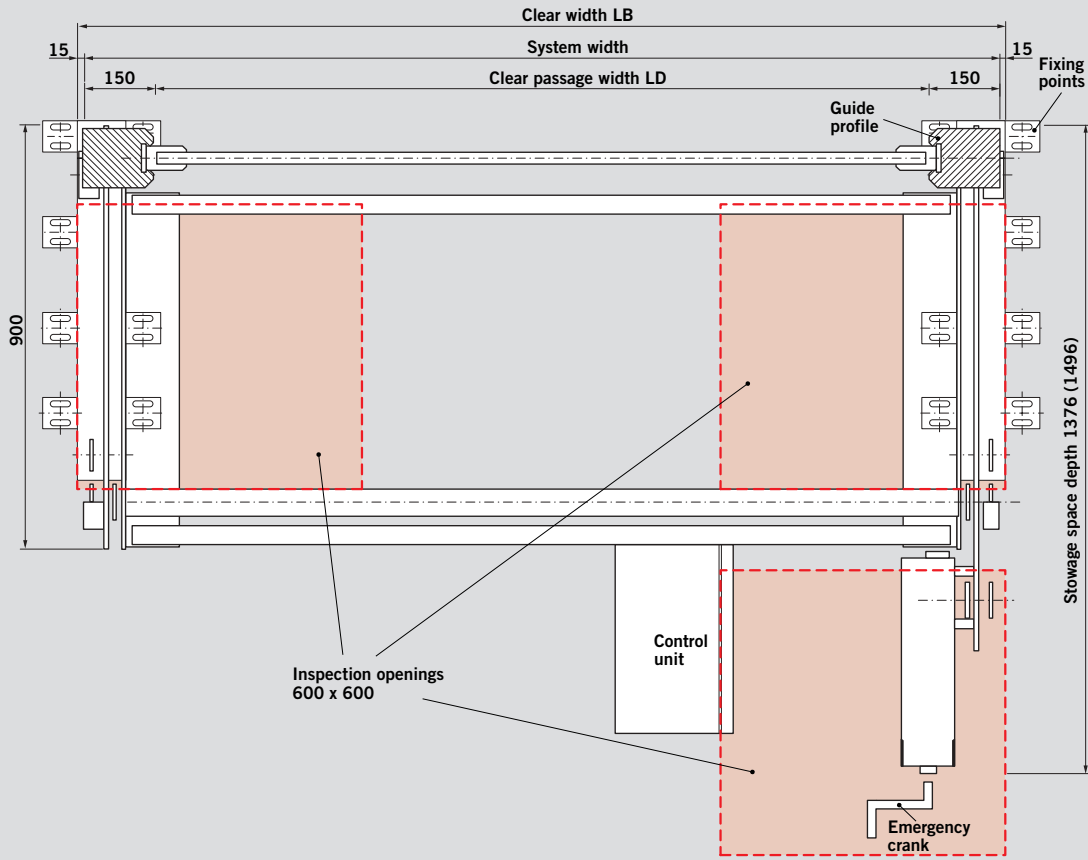 Clear width LB
15
System width
15
150
Clear passage width LD
150
Fixing
points
Guide
profile
900
Stowage space depth 1376 (1496)
Control
unit
Inspection openings
600 x 600
Emergency
crank